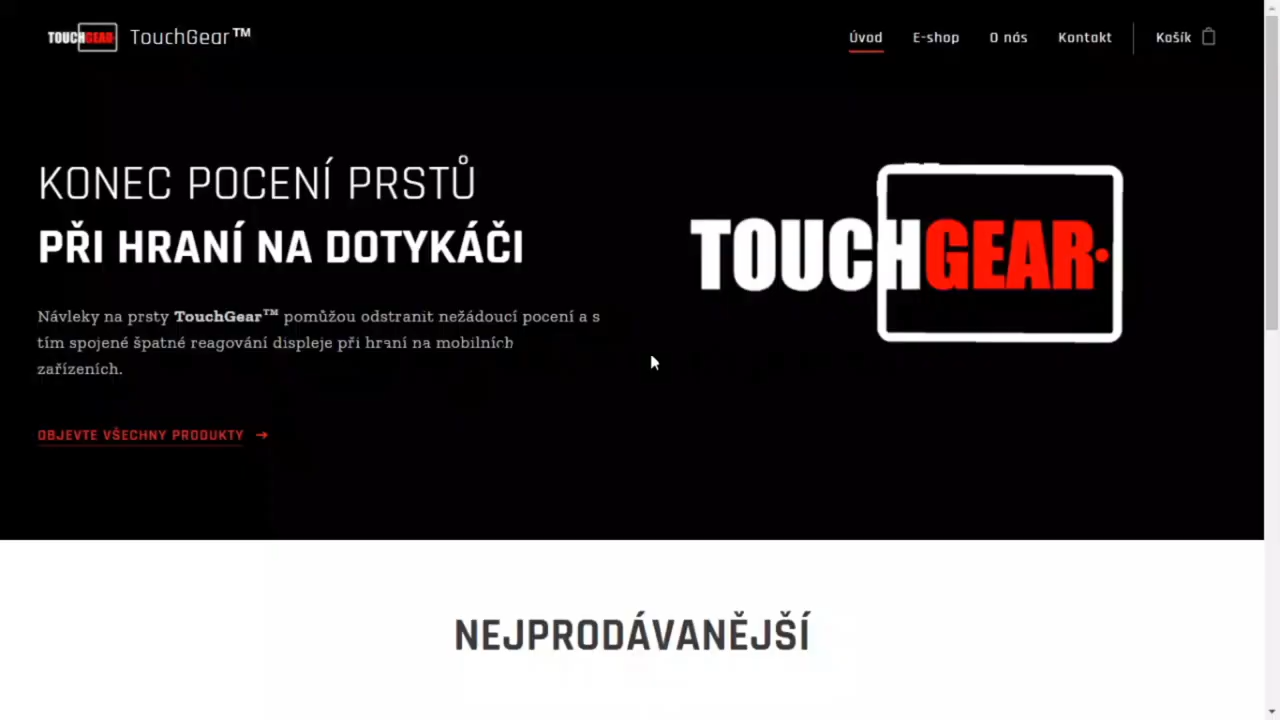 TOUCHGEAR TouchGear™
Úvod E-shop O nás Kontakt Košík
KONEC POCENÍ PRSTŮ
PŘI HRANÍ NA DOTYKÁČI
TOUCHGEAR
Návleky na prsty TouchGear™ pomůžou odstranit nežádoucí pocení a s
tím spojené špatné reagování displeje při hraní na mobilních
zařízeních.
OBJEVTE VŠECHNY PRODUKTY →
NEJPRODÁVANĚJŠÍ